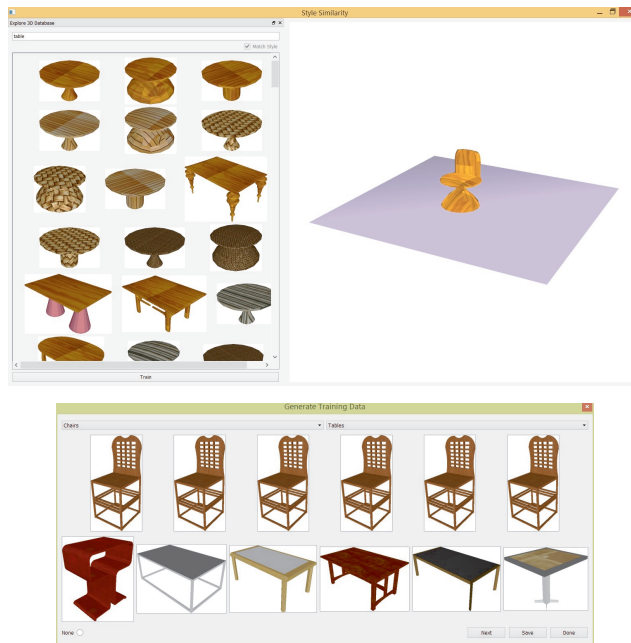 Style Similarity
Explore 3D Database
table
Match Style
Train
Generate Training Data
Chairs
Tables
None
Next
Save
Done